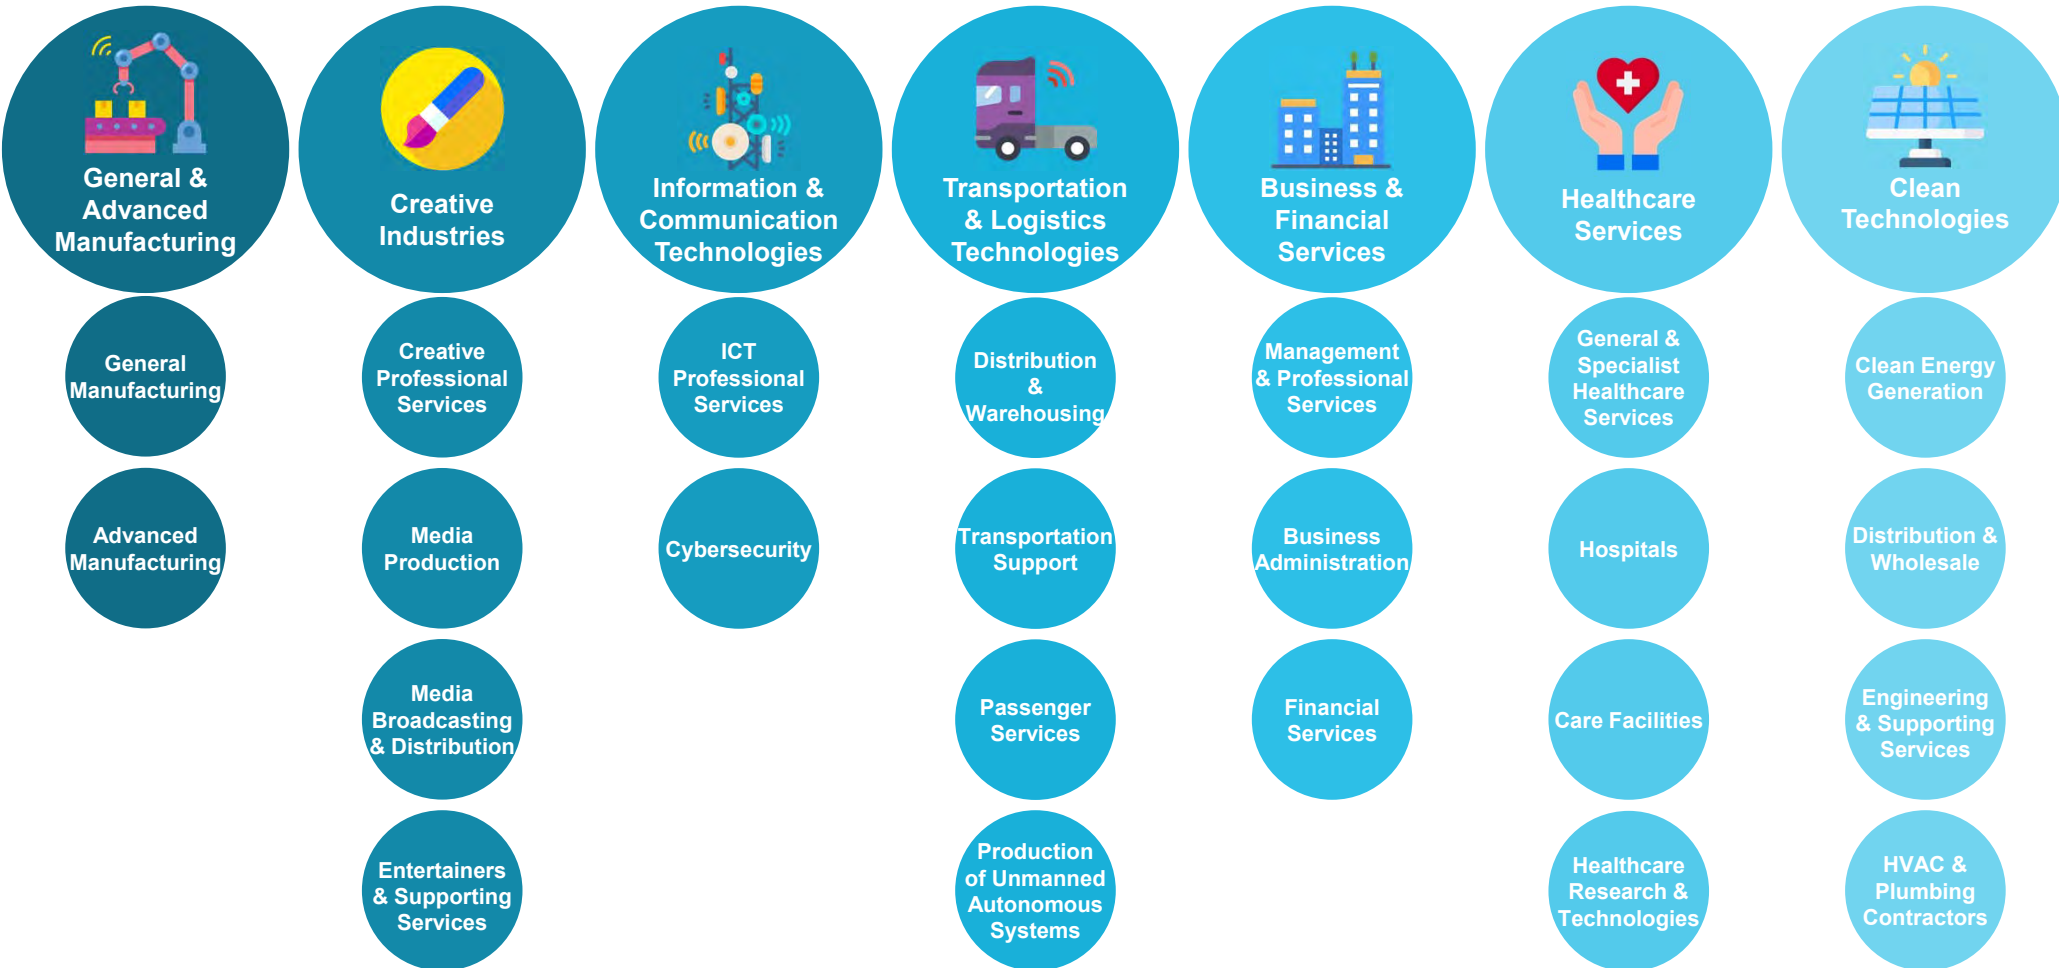 General &
Advanced
Manufacturing
Creative
Industries
Information &
Communication
Technologies
Transportation
& Logistics
Technologies
Business &
Financial
Services
Healthcare
Services
Clean
Technologies
General
Manufacturing
Creative
Professional
Services
ICT
Professional
Services
Distribution
&
Warehousing
Management
& Professional
Services
General &
Specialist
Healthcare
Services
Clean Energy
Generation
Advanced
Manufacturing
Media
Production
Cybersecurity
Transportation
Support
Business
Administration
Hospitals
Distribution &
Wholesale
Media
Broadcasting
& Distribution
Passenger
Services
Financial
Services
Care Facilities
Engineering
& Supporting
Services
Entertainers
& Supporting
Services
Production
of Unmanned
Autonomous
Systems
Healthcare
Research &
Technologies
HVAC &
Plumbing
Contractors